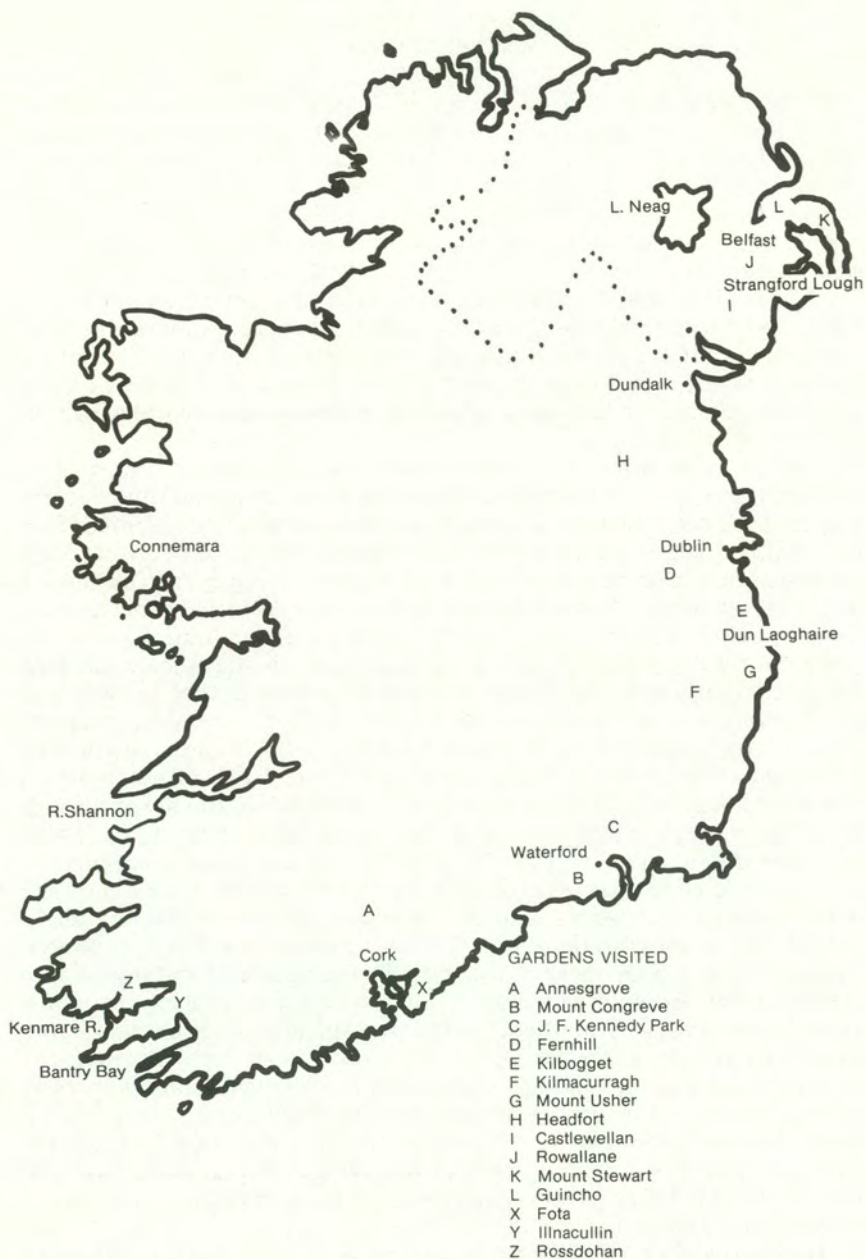 L. Neag
L
K
Belfast
J
Strangford Lough
I
Dundalk
H
Connemara
Dublin
D
E
Dun Laoghaire
G
F
R.Shannon
C
Waterford
B
A
Cork
X
Z
Y
Kenmare R.
Bantry Bay
GARDENS VISITED
A Annesgrove
B Mount Congreve
C J. F. Kennedy Park
D Fernhill
E Kilbogget
F Kilmacurragh
G Mount Usher
H Headfort
I Castlewellan
J Rowallane
K Mount Stewart
L Guincho
X Fota
Y Illnacullin
Z Rossdohan